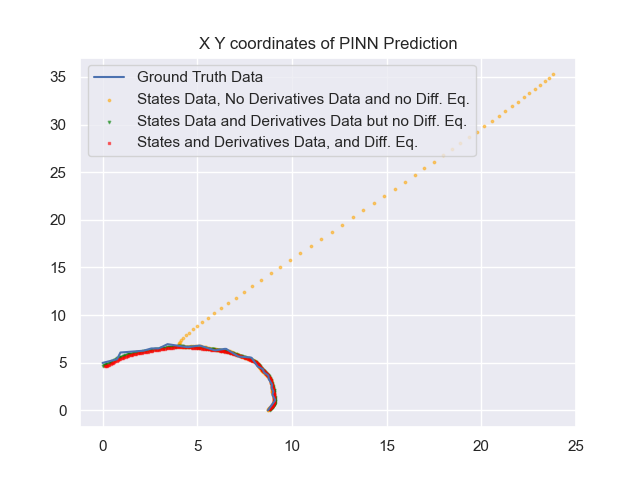 X Y coordinates of PINN Prediction
Ground Truth Data
States Data, No Derivatives Data and no Diff. Eq.
States Data and Derivatives Data but no Diff. Eq.
States and Derivatives Data, and Diff. Eq.
35
30
25
20
15
10
5
0
0 5 10 15 20 25